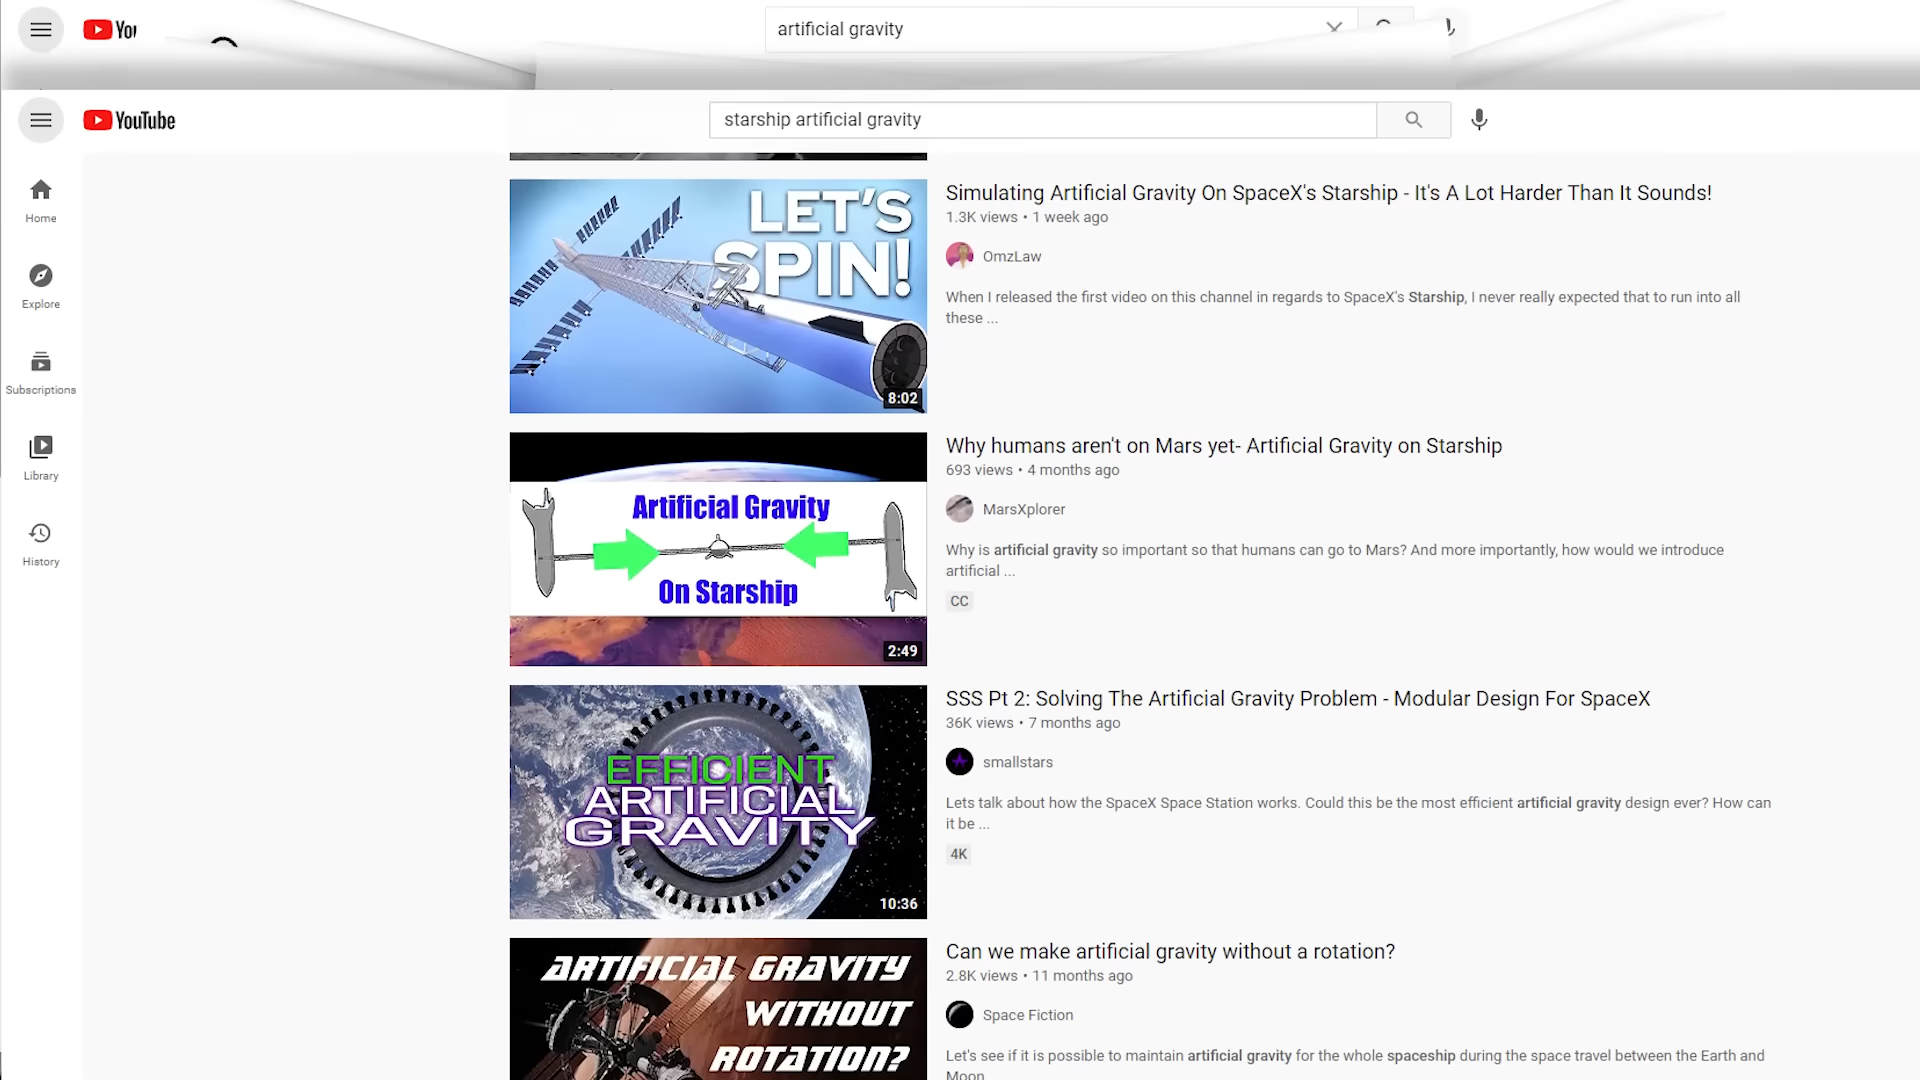 artificial gravity
YouTube
starship artificial gravity
Home
Explore
Subscriptions
Library
History
LET'S
SPIN!
8:02
Simulating Artificial Gravity On SpaceX's Starship - It's A Lot Harder Than It Sounds!
1.3K views • 1 week ago
OmzLaw
When I released the first video on this channel in regards to SpaceX's Starship, I never really expected that to run into all
these ...
Artificial Gravity
On Starship
2:49
Why humans aren't on Mars yet- Artificial Gravity on Starship
693 views • 4 months ago
MarsXplorer
Why is artificial gravity so important so that humans can go to Mars? And more importantly, how would we introduce
artificial ...
CC
EFFICIENT
ARTIFICIAL
GRAVITY
10:36
SSS Pt 2: Solving The Artificial Gravity Problem - Modular Design For SpaceX
36K views • 7 months ago
smallstars
Lets talk about how the SpaceX Space Station works. Could this be the most efficient artificial gravity design ever? How can
it be ...
4K
ARTIFICIAL GRAVITY
WITHOUT
ROTATION?
Can we make artificial gravity without a rotation?
2.8K views • 11 months ago
Space Fiction
Let's see if it is possible to maintain artificial gravity for the whole spaceship during the space travel between the Earth and
Moon